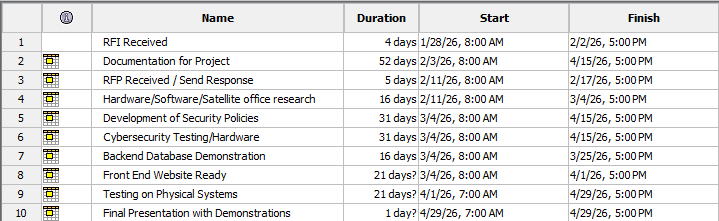 Name Duration Start Finish
1 RFI Received 4 days 1/28/26, 8:00 AM 2/2/26, 5:00 PM
2 Documentation for Project 52 days 2/3/26, 8:00 AM 4/15/26, 5:00 PM
3 RFP Received / Send Response 5 days 2/11/26, 8:00 AM 2/17/26, 5:00 PM
4 Hardware/Software/Satellite office research 16 days 2/11/26, 8:00 AM 3/4/26, 5:00 PM
5 Development of Security Policies 31 days 3/4/26, 8:00 AM 4/15/26, 5:00 PM
6 Cybersecurity Testing/Hardware 31 days 3/4/26, 8:00 AM 4/15/26, 5:00 PM
7 Backend Database Demonstration 16 days 3/4/26, 8:00 AM 3/25/26, 5:00 PM
8 Front End Website Ready 21 days? 3/4/26, 8:00 AM 4/1/26, 5:00 PM
9 Testing on Physical Systems 21 days? 4/1/26, 7:00 AM 4/29/26, 5:00 PM
10 Final Presentation with Demonstrations 1 day? 4/29/26, 7:00 AM 4/29/26, 5:00 PM